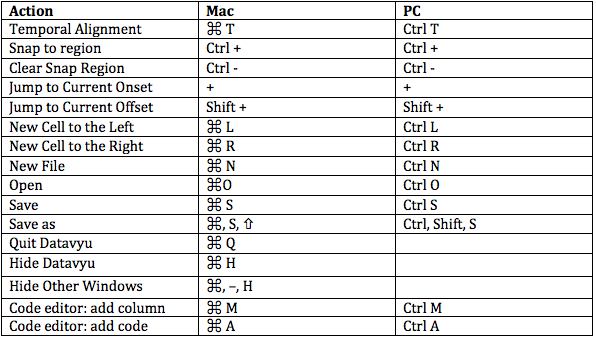 Action Mac PC
Temporal Alignment ⌘ T Ctrl T
Snap to region Ctrl + Ctrl +
Clear Snap Region Ctrl - Ctrl -
Jump to Current Onset + +
Jump to Current Offset Shift + Shift +
New Cell to the Left ⌘ L Ctrl L
New Cell to the Right ⌘ R Ctrl R
New File ⌘ N Ctrl N
Open ⌘O Ctrl O
Save ⌘ S Ctrl S
Save as ⌘, S, ⇧ Ctrl, Shift, S
Quit Datavyu ⌘ Q
Hide Datavyu ⌘ H
Hide Other Windows ⌘, –, H
Code editor: add column ⌘ M Ctrl M
Code editor: add code ⌘ A Ctrl A